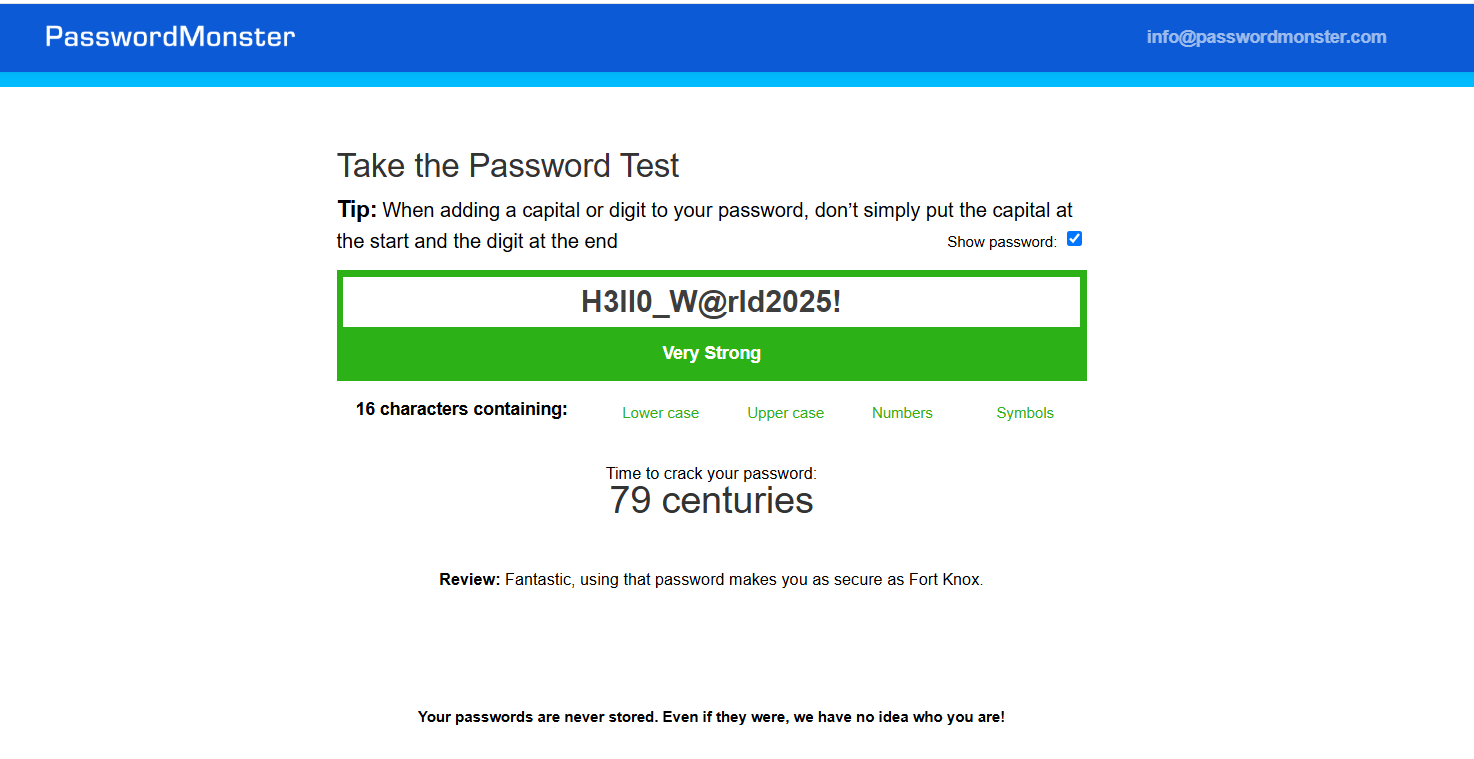 PasswordMonster
info@passwordmonster.com
Take the Password Test
Tip: When adding a capital or digit to your password, don’t simply put the capital at
the start and the digit at the end
Show password:
H3ll0_W@rld2025!
Very Strong
16 characters containing:
Lower case
Upper case
Numbers
Symbols
Time to crack your password:
79 centuries
Review: Fantastic, using that password makes you as secure as Fort Knox.
Your passwords are never stored. Even if they were, we have no idea who you are!